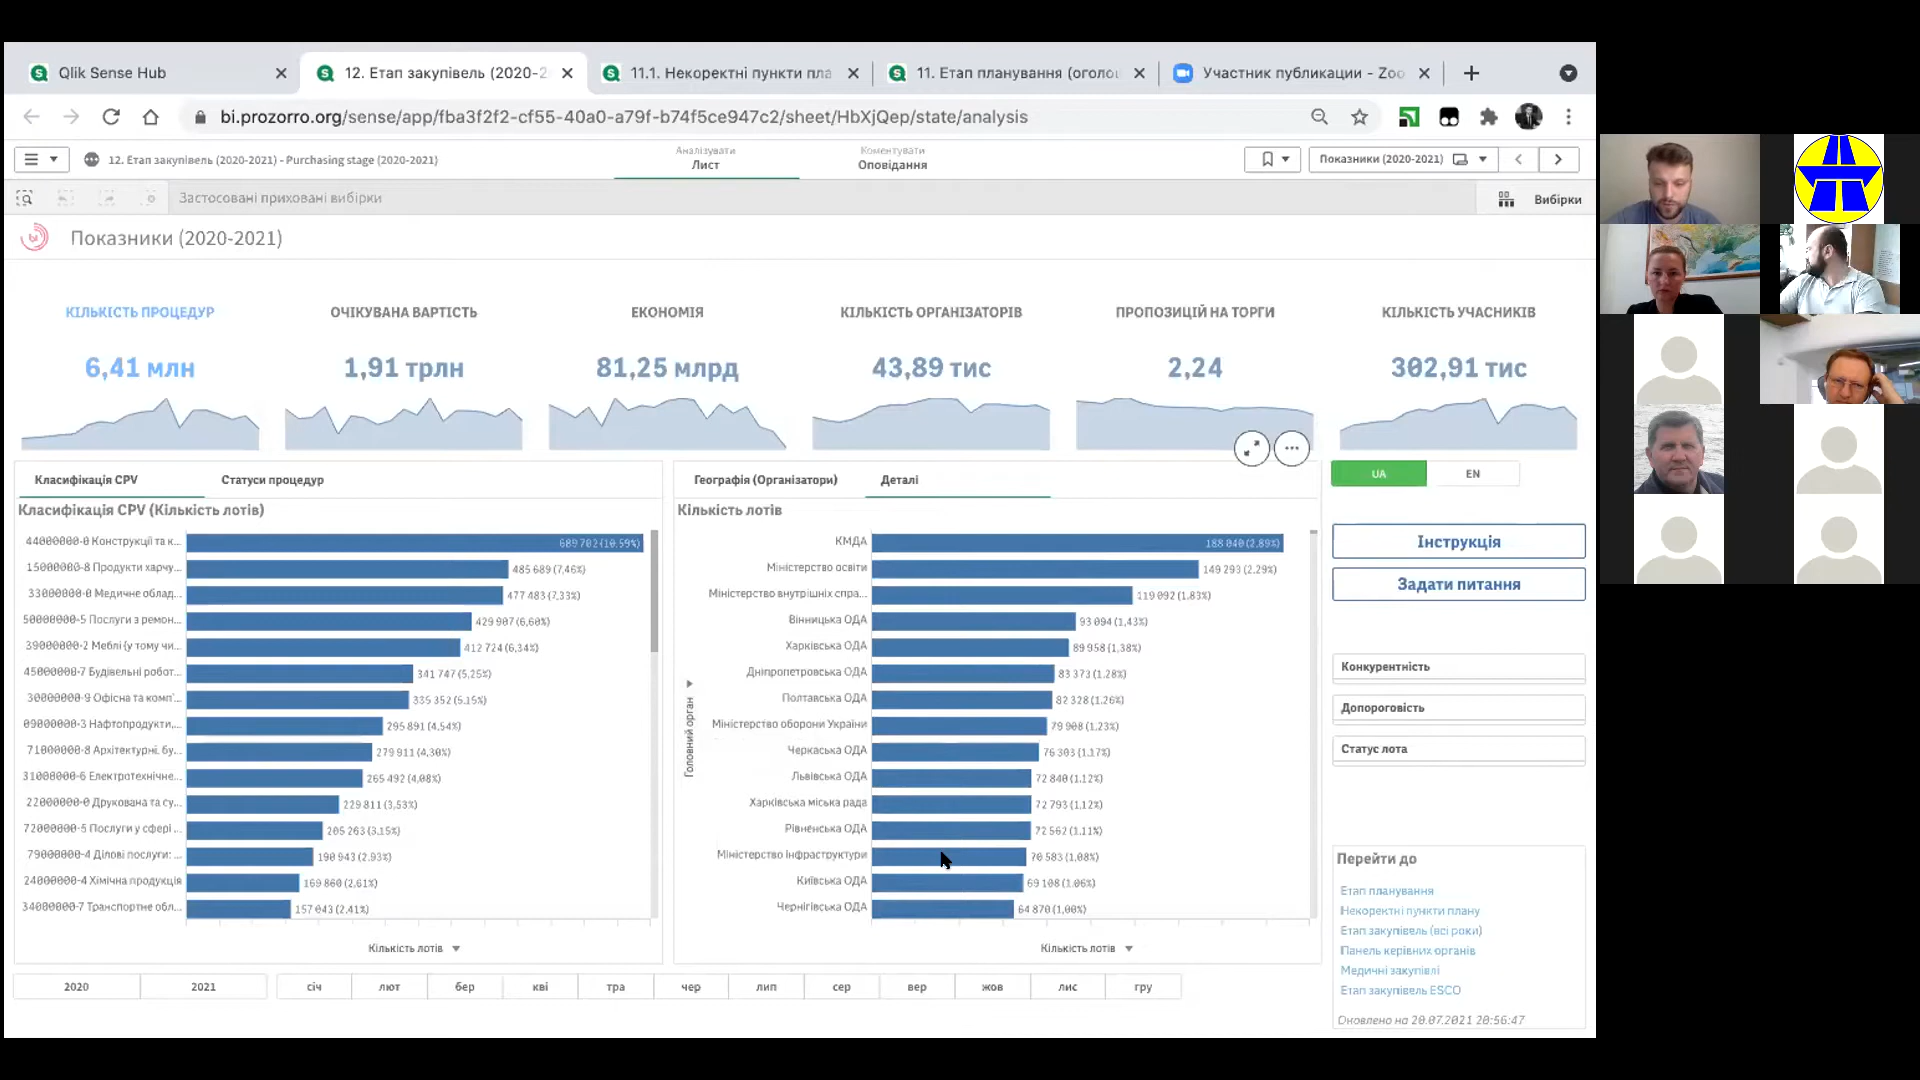 Qlik Sense Hub
12. Етап закупівель (2020-2
11.1. Некоректні пункти пла
11. Етап планування (оголош
Участник публикации - Zoo
bi.prozorro.org/sense/app/fba3f2f2-cf55-40a0-a79f-b74f5ce947c2/sheet/HbXjQep/state/analysis
12. Етап закупівель (2020-2021) - Purchasing stage (2020-2021)
Аналізувати
Лист
Коментувати
Оповідання
Показники (2020-2021)
Застосовані приховані вибірки
Вибірки
Показники (2020-2021)
КІЛЬКІСТЬ ПРОЦЕДУР
6,41 млн
ОЧІКУВАНА ВАРТІСТЬ
1,91 трлн
ЕКОНОМІЯ
81,25 млрд
КІЛЬКІСТЬ ОРГАНІЗАТОРІВ
43,89 тис
ПРОПОЗИЦІЙ НА ТОРГИ
2,24
КІЛЬКІСТЬ УЧАСНИКІВ
302,91 тис
Класифікація CPV
Статуси процедур
Класифікація CPV (Кількість лотів)
44000000-0 Конструкції та к... 689 702 (10,59%)
15000000-8 Продукти харчу... 485 689 (7,46%)
33000000-0 Медичне облад... 477 483 (7,33%)
50000000-5 Послуги з ремон... 429 907 (6,60%)
39000000-2 Меблі (у тому чи... 412 724 (6,34%)
45000000-7 Будівельні робот... 341 747 (5,25%)
30000000-9 Офісна та комп'... 335 352 (5,15%)
09000000-3 Нафтопродукти,... 295 891 (4,54%)
71000000-8 Архітектурні, бу... 279 911 (4,30%)
31000000-6 Електротехнічне... 265 492 (4,08%)
22000000-0 Друкована та су... 229 811 (3,53%)
72000000-5 Послуги у сфері ... 205 263 (3,15%)
79000000-4 Ділові послуги: ... 190 943 (2,93%)
24000000-4 Хімічна продукція 169 860 (2,61%)
34000000-7 Транспортне обл... 157 043 (2,41%)
Кількість лотів
Географія (Організатори)
Деталі
Кількість лотів
Головний орган
КМДА 188 040 (2,89%)
Міністерство освіти 149 293 (2,29%)
Міністерство внутрішніх спра... 119 092 (1,83%)
Вінницька ОДА 93 094 (1,43%)
Харківська ОДА 89 958 (1,38%)
Дніпропетровська ОДА 83 373 (1,28%)
Полтавська ОДА 82 328 (1,26%)
Міністерство оборони України 79 908 (1,23%)
Черкаська ОДА 76 303 (1,17%)
Львівська ОДА 72 840 (1,12%)
Харківська міська рада 72 793 (1,12%)
Рівненська ОДА 72 562 (1,11%)
Міністерство інфраструктури 70 583 (1,08%)
Київська ОДА 69 108 (1,06%)
Чернігівська ОДА 64 870 (1,00%)
Кількість лотів
UA
EN
Інструкція
Задати питання
Конкурентність
Допороговість
Статус лота
Перейти до
Етап планування
Некоректні пункти плану
Етап закупівель (всі роки)
Панель керівних органів
Медичні закупівлі
Етап закупівель ESCO
Оновлено на 20.07.2021 20:56:47
2020
2021
січ
лют
бер
кві
тра
чер
лип
сер
вер
жов
лис
гру